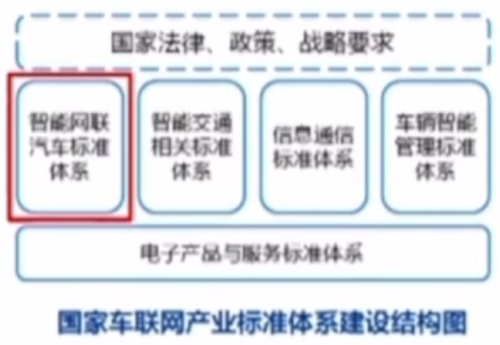 国家法律、政策、战略要求
智能网联
汽车标准
体系
智能交通
相关标准
体系
信息通信
标准体系
车辆智能
管理标准
体系
电子产品与服务标准体系
国家车联网产业标准体系建设结构图